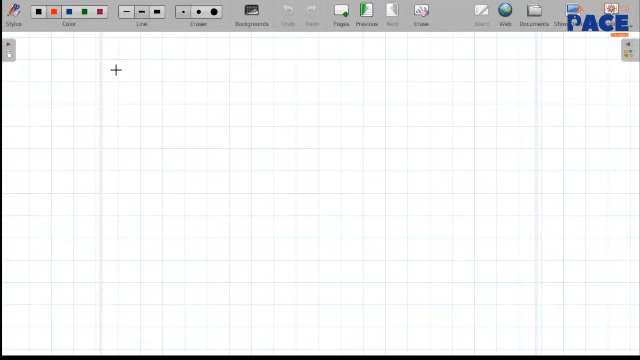 Stylus
Color
Line
Eraser
Backgrounds
Undo
Redo
Pages
Previous
Next
Erase
Board
Web
Documents
PACE